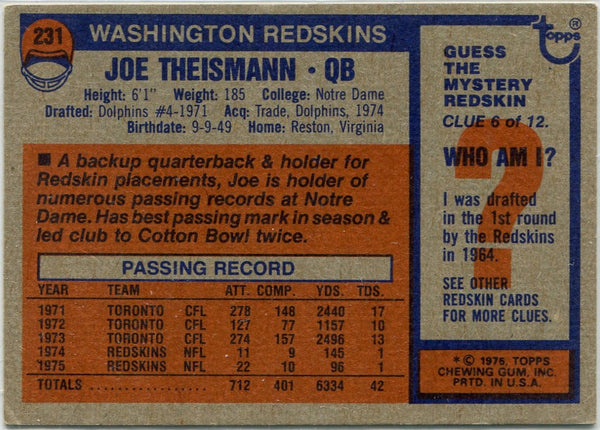 231
WASHINGTON REDSKINS
JOE THEISMANN · QB
Height: 6'1" Weight: 185 College: Notre Dame
Drafted: Dolphins #4-1971 Acq: Trade, Dolphins, 1974
Birthdate: 9-9-49 Home: Reston, Virginia
■ A backup quarterback & holder for
Redskin placements, Joe is holder of
numerous passing records at Notre
Dame. Has best passing mark in season &
led club to Cotton Bowl twice.
PASSING RECORD
YEAR TEAM ATT. COMP. YDS. TDS.
1971 TORONTO CFL 278 148 2440 17
1972 TORONTO CFL 127 77 1157 10
1973 TORONTO CFL 274 157 2496 13
1974 REDSKINS NFL 11 9 145 1
1975 REDSKINS NFL 22 10 96 1
TOTALS 712 401 6334 42
Topps®
GUESS
THE
MYSTERY
REDSKIN
CLUE 6 of 12.
WHO AM I?
?
I was drafted
in the 1st round
by the Redskins
in 1964.
SEE OTHER
REDSKIN CARDS
FOR MORE CLUES.
* © 1976, TOPPS
CHEWING GUM, INC.
PRTD. IN U.S.A.